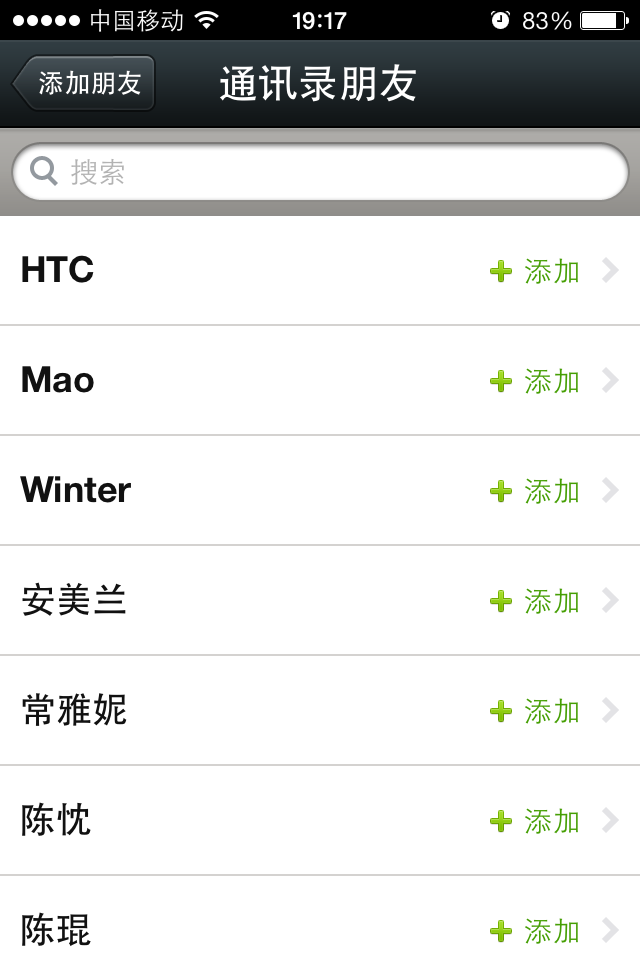 中国移动 19:17 83%
添加朋友 通讯录朋友
搜索
HTC 添加
Mao 添加
Winter 添加
安美兰 添加
常雅妮 添加
陈忱 添加
陈琨 添加